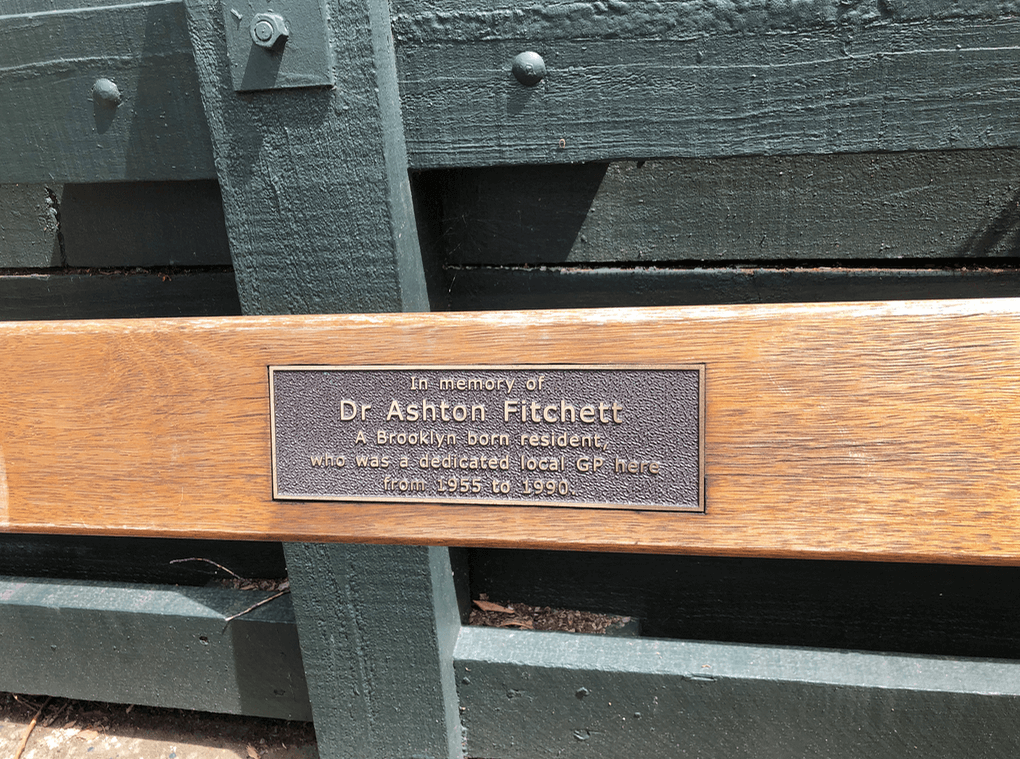 In memory of
Dr Ashton Fitchett
A Brooklyn born resident,
who was a dedicated local GP here
from 1955 to 1990.